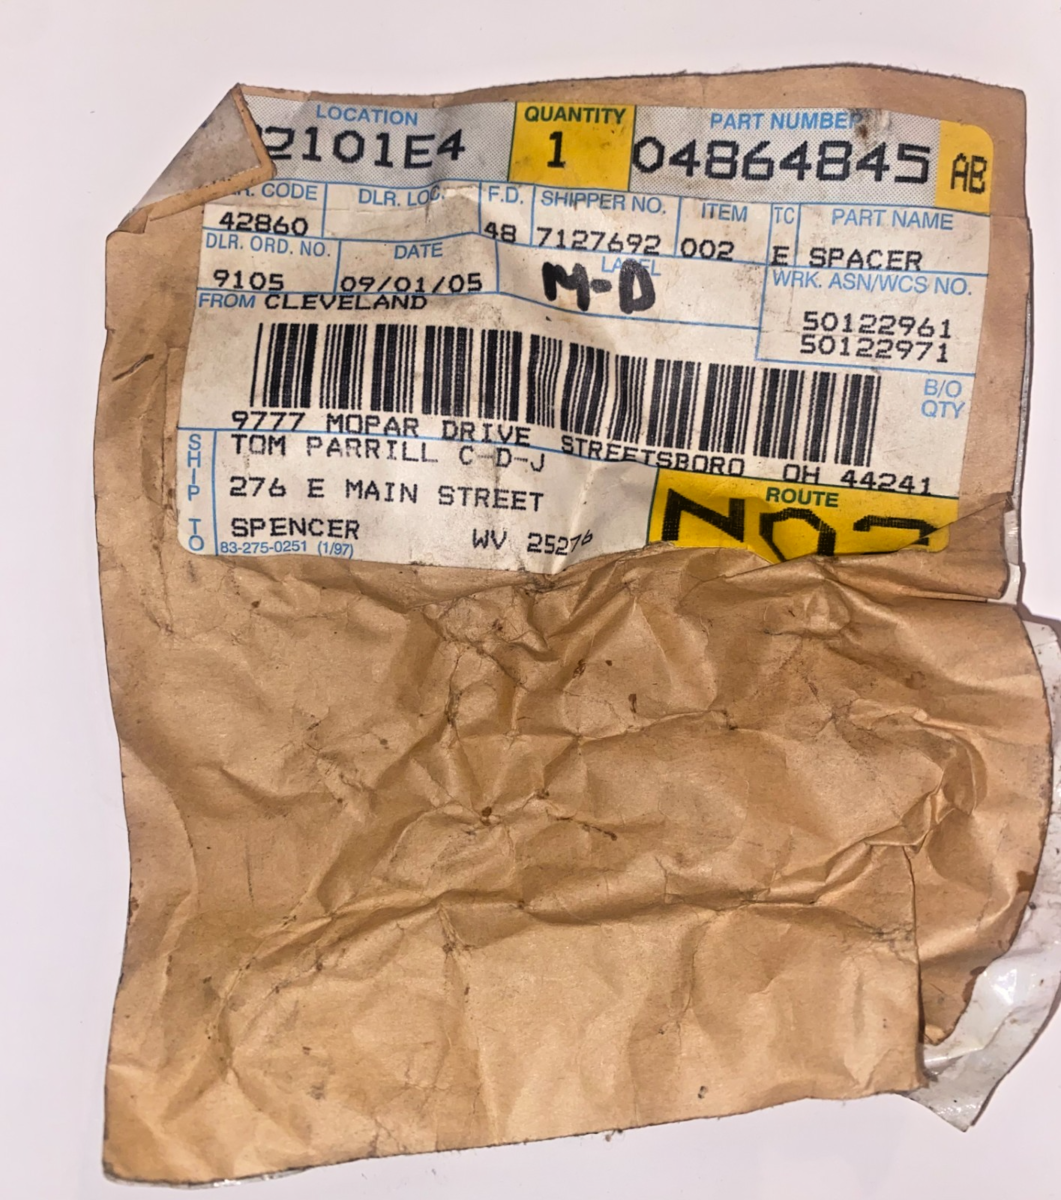 LOCATION QUANTITY PART NUMBER
2101E4 1 04864845 AB
R. CODE DLR. LOC. F.D. SHIPPER NO. ITEM TC PART NAME
42860 48 7127692 002 E SPACER
DLR. ORD. NO. DATE LABEL WRK. ASN/WCS NO.
9105 09/01/05 M-D 50122961
FROM CLEVELAND 50122971
B/O
QTY
9777 MOPAR DRIVE STREETSBORO OH 44241
SHIP TO TOM PARRILL C-D-J
276 E MAIN STREET ROUTE
SPENCER WV 25276
83-275-0251 (1/97)